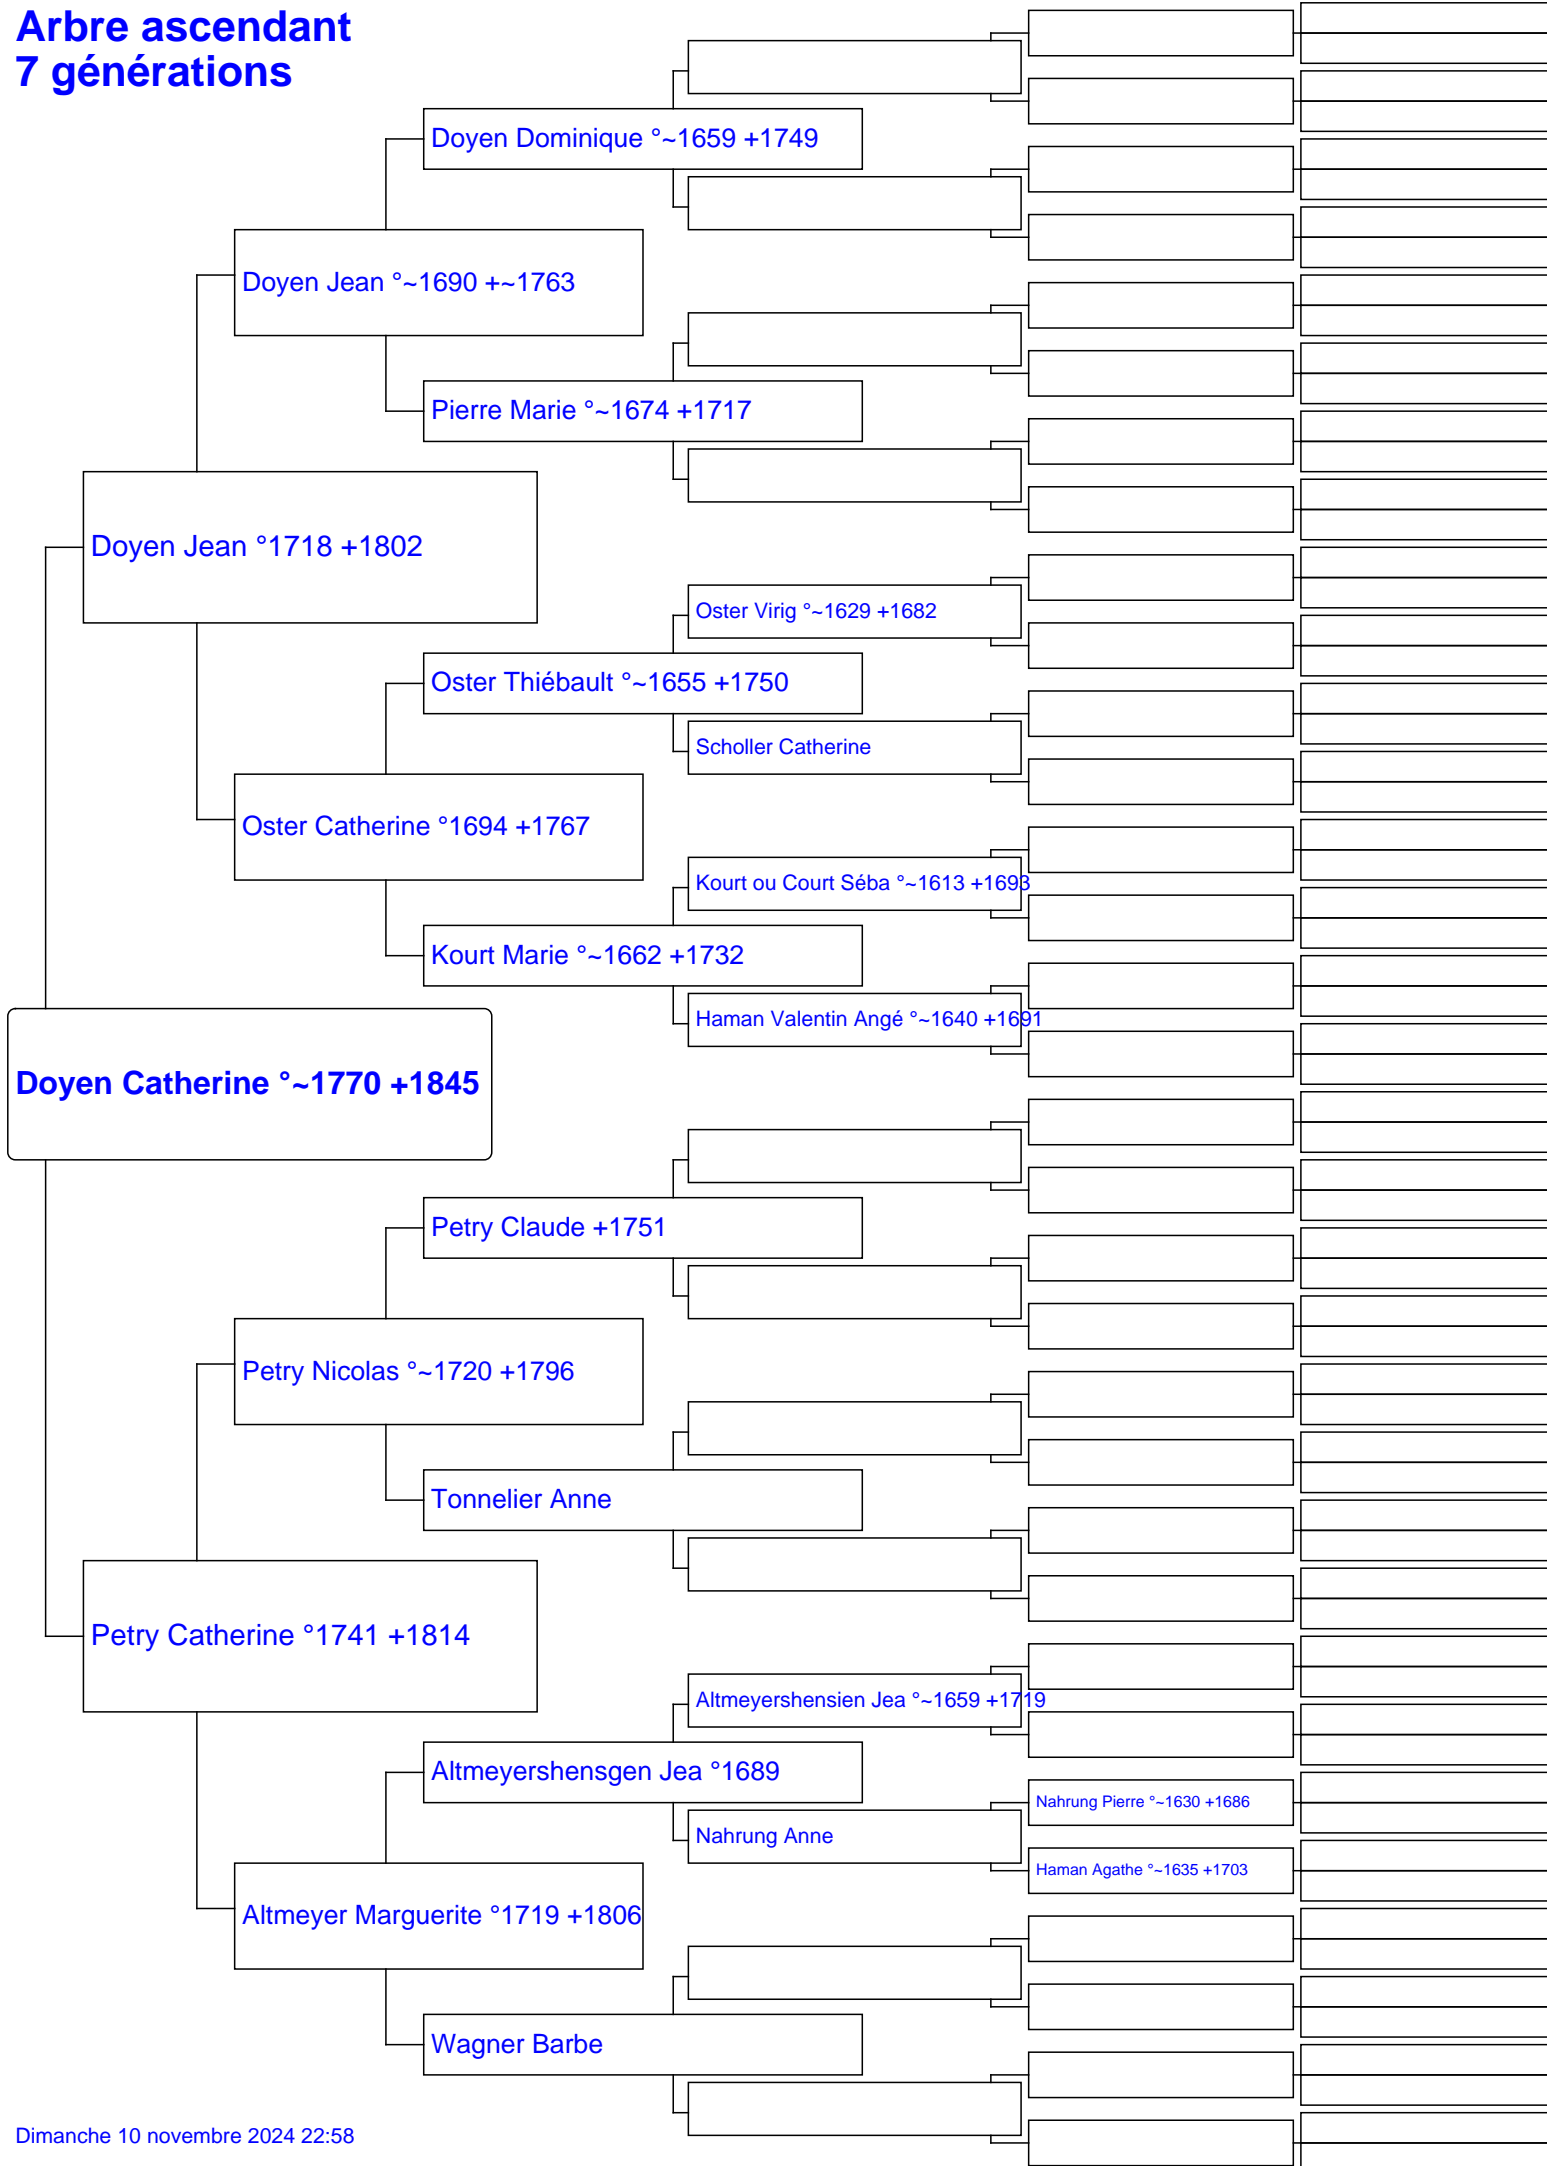 Arbre ascendant
7 générations
Doyen Dominique °~1659 +1749
Doyen Jean °~1690 +~1763
Pierre Marie °~1674 +1717
Doyen Jean °1718 +1802
Oster Virig °~1629 +1682
Oster Thiébault °~1655 +1750
Scholler Catherine
Oster Catherine °1694 +1767
Kourt ou Court Séba °~1613 +1693
Kourt Marie °~1662 +1732
Haman Valentin Angé °~1640 +1691
Doyen Catherine °~1770 +1845
Petry Claude +1751
Petry Nicolas °~1720 +1796
Tonnelier Anne
Petry Catherine °1741 +1814
Altmeyershensien Jea °~1659 +1719
Altmeyershensgen Jea °1689
Nahrung Pierre °~1630 +1686
Nahrung Anne
Haman Agathe °~1635 +1703
Altmeyer Marguerite °1719 +1806
Wagner Barbe
Dimanche 10 novembre 2024 22:58